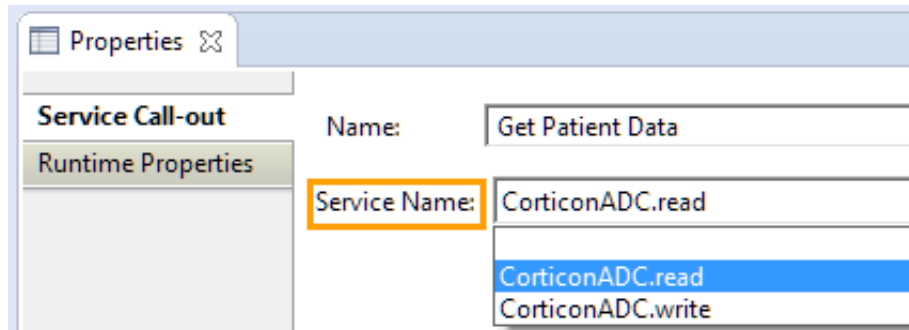 Properties
Service Call-out
Name: Get Patient Data
Runtime Properties
Service Name: CorticonADC.read
CorticonADC.read
CorticonADC.write